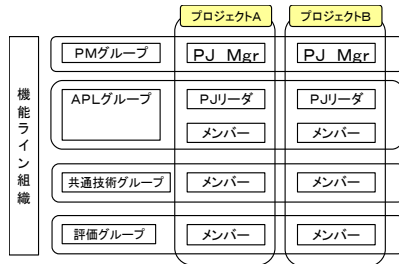 プロジェクトA プロジェクトB
機能ライン組織
PMグループ PJ Mgr PJ Mgr
APLグループ PJリーダ PJリーダ
メンバー メンバー
共通技術グループ メンバー メンバー
評価グループ メンバー メンバー